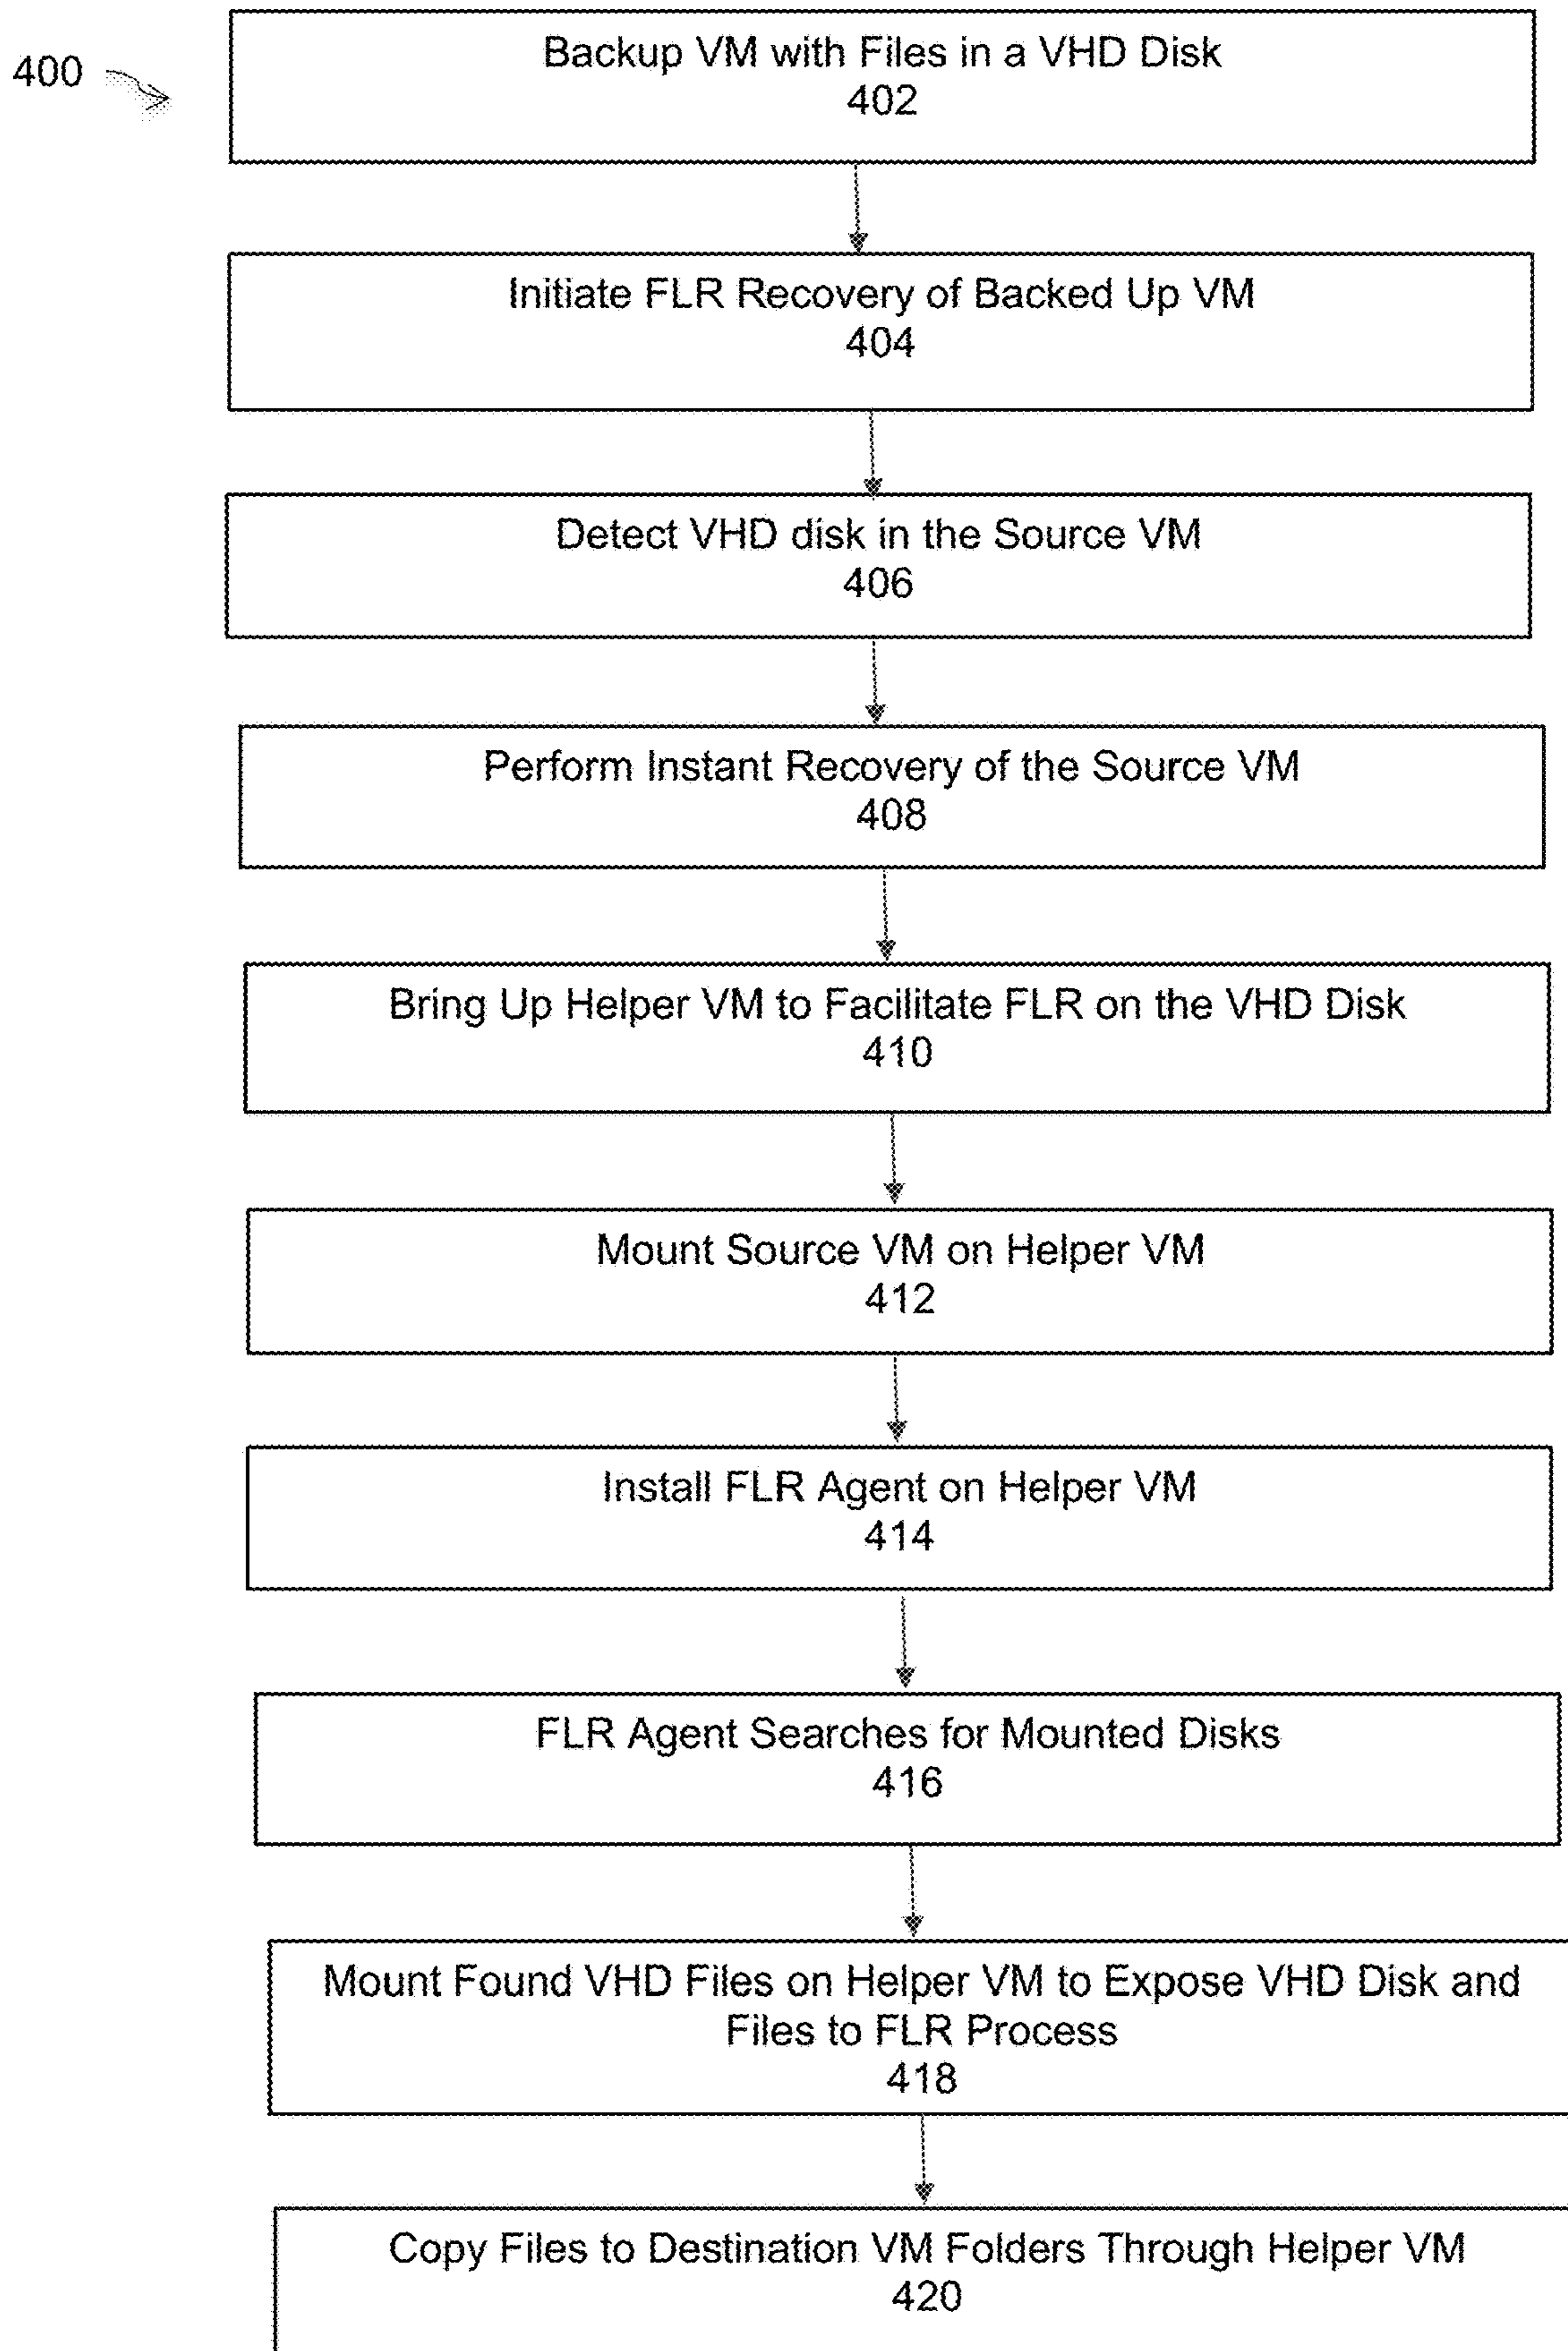 400
Backup VM with Files in a VHD Disk
402
Initiate FLR Recovery of Backed Up VM
404
Detect VHD disk in the Source VM
406
Perform Instant Recovery of the Source VM
408
Bring Up Helper VM to Facilitate FLR on the VHD Disk
410
Mount Source VM on Helper VM
412
Install FLR Agent on Helper VM
414
FLR Agent Searches for Mounted Disks
416
Mount Found VHD Files on Helper VM to Expose VHD Disk and
Files to FLR Process
418
Copy Files to Destination VM Folders Through Helper VM
420